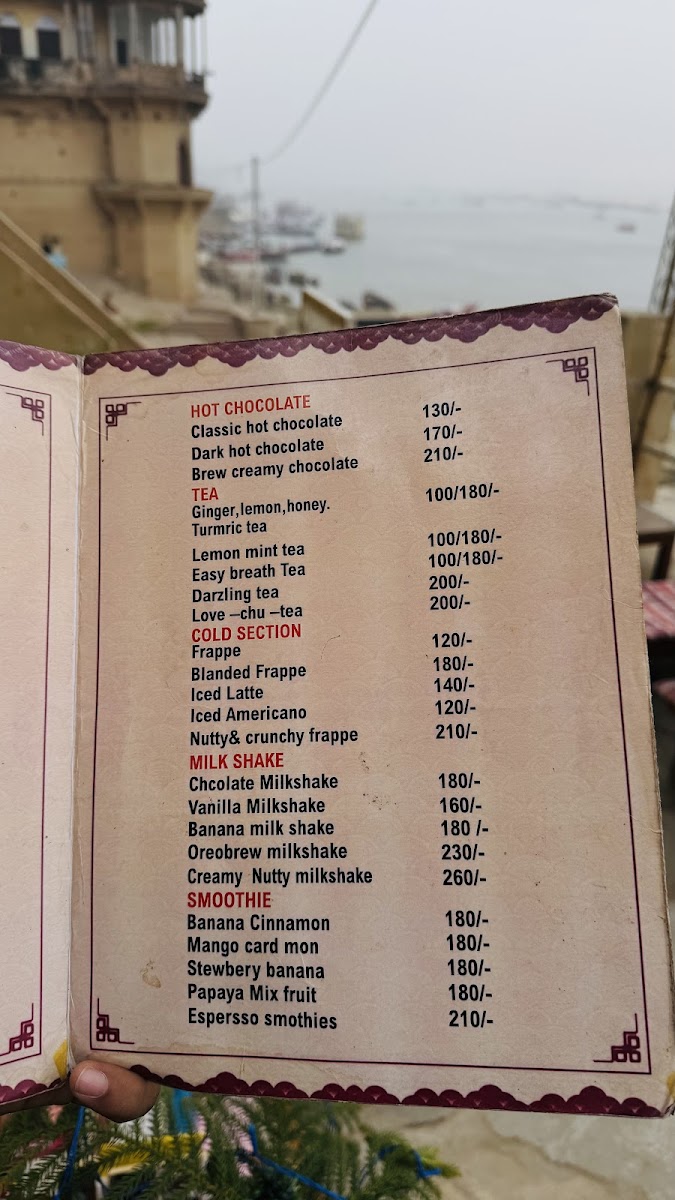 HOT CHOCOLATE
Classic hot chocolate 130/-
Dark hot chocolate 170/-
Brew creamy chocolate 210/-
TEA
Ginger,lemon,honey. 100/180/-
Turmric tea
Lemon mint tea 100/180/-
Easy breath Tea 100/180/-
Darzling tea 200/-
Love –chu –tea 200/-
COLD SECTION
Frappe 120/-
Blanded Frappe 180/-
Iced Latte 140/-
Iced Americano 120/-
Nutty& crunchy frappe 210/-
MILK SHAKE
Chcolate Milkshake 180/-
Vanilla Milkshake 160/-
Banana milk shake 180 /-
Oreobrew milkshake 230/-
Creamy Nutty milkshake 260/-
SMOOTHIE
Banana Cinnamon 180/-
Mango card mon 180/-
Stewbery banana 180/-
Papaya Mix fruit 180/-
Espersso smothies 210/-